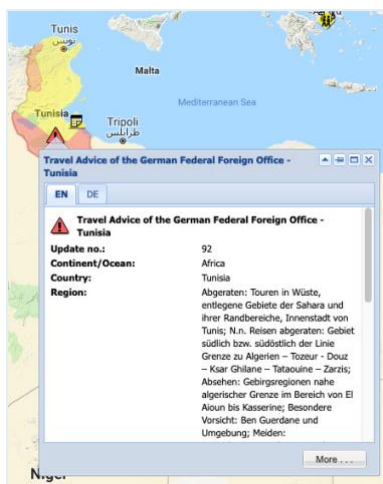 Tunis
تونس
Malta
Mediterranean Sea
Tunisia
Tripoli
طرابلس
Travel Advice of the German Federal Foreign Office -
Tunisia
EN DE
Travel Advice of the German Federal Foreign Office -
Tunisia
Update no.: 92
Continent/Ocean: Africa
Country: Tunisia
Region: Abgeraten: Touren in Wüste,
entlegene Gebiete der Sahara und
ihrer Randbereiche, Innenstadt von
Tunis; N.n. Reisen abgeraten: Gebiet
südlich bzw. südöstlich der Linie
Grenze zu Algerien – Tozeur - Douz
– Ksar Ghilane – Tataouine – Zarzis;
Absehen: Gebirgsregionen nahe
algerischer Grenze im Bereich von El
Aioun bis Kasserine; Besondere
Vorsicht: Ben Guerdane und
Umgebung; Meiden:
More . . .
Niger